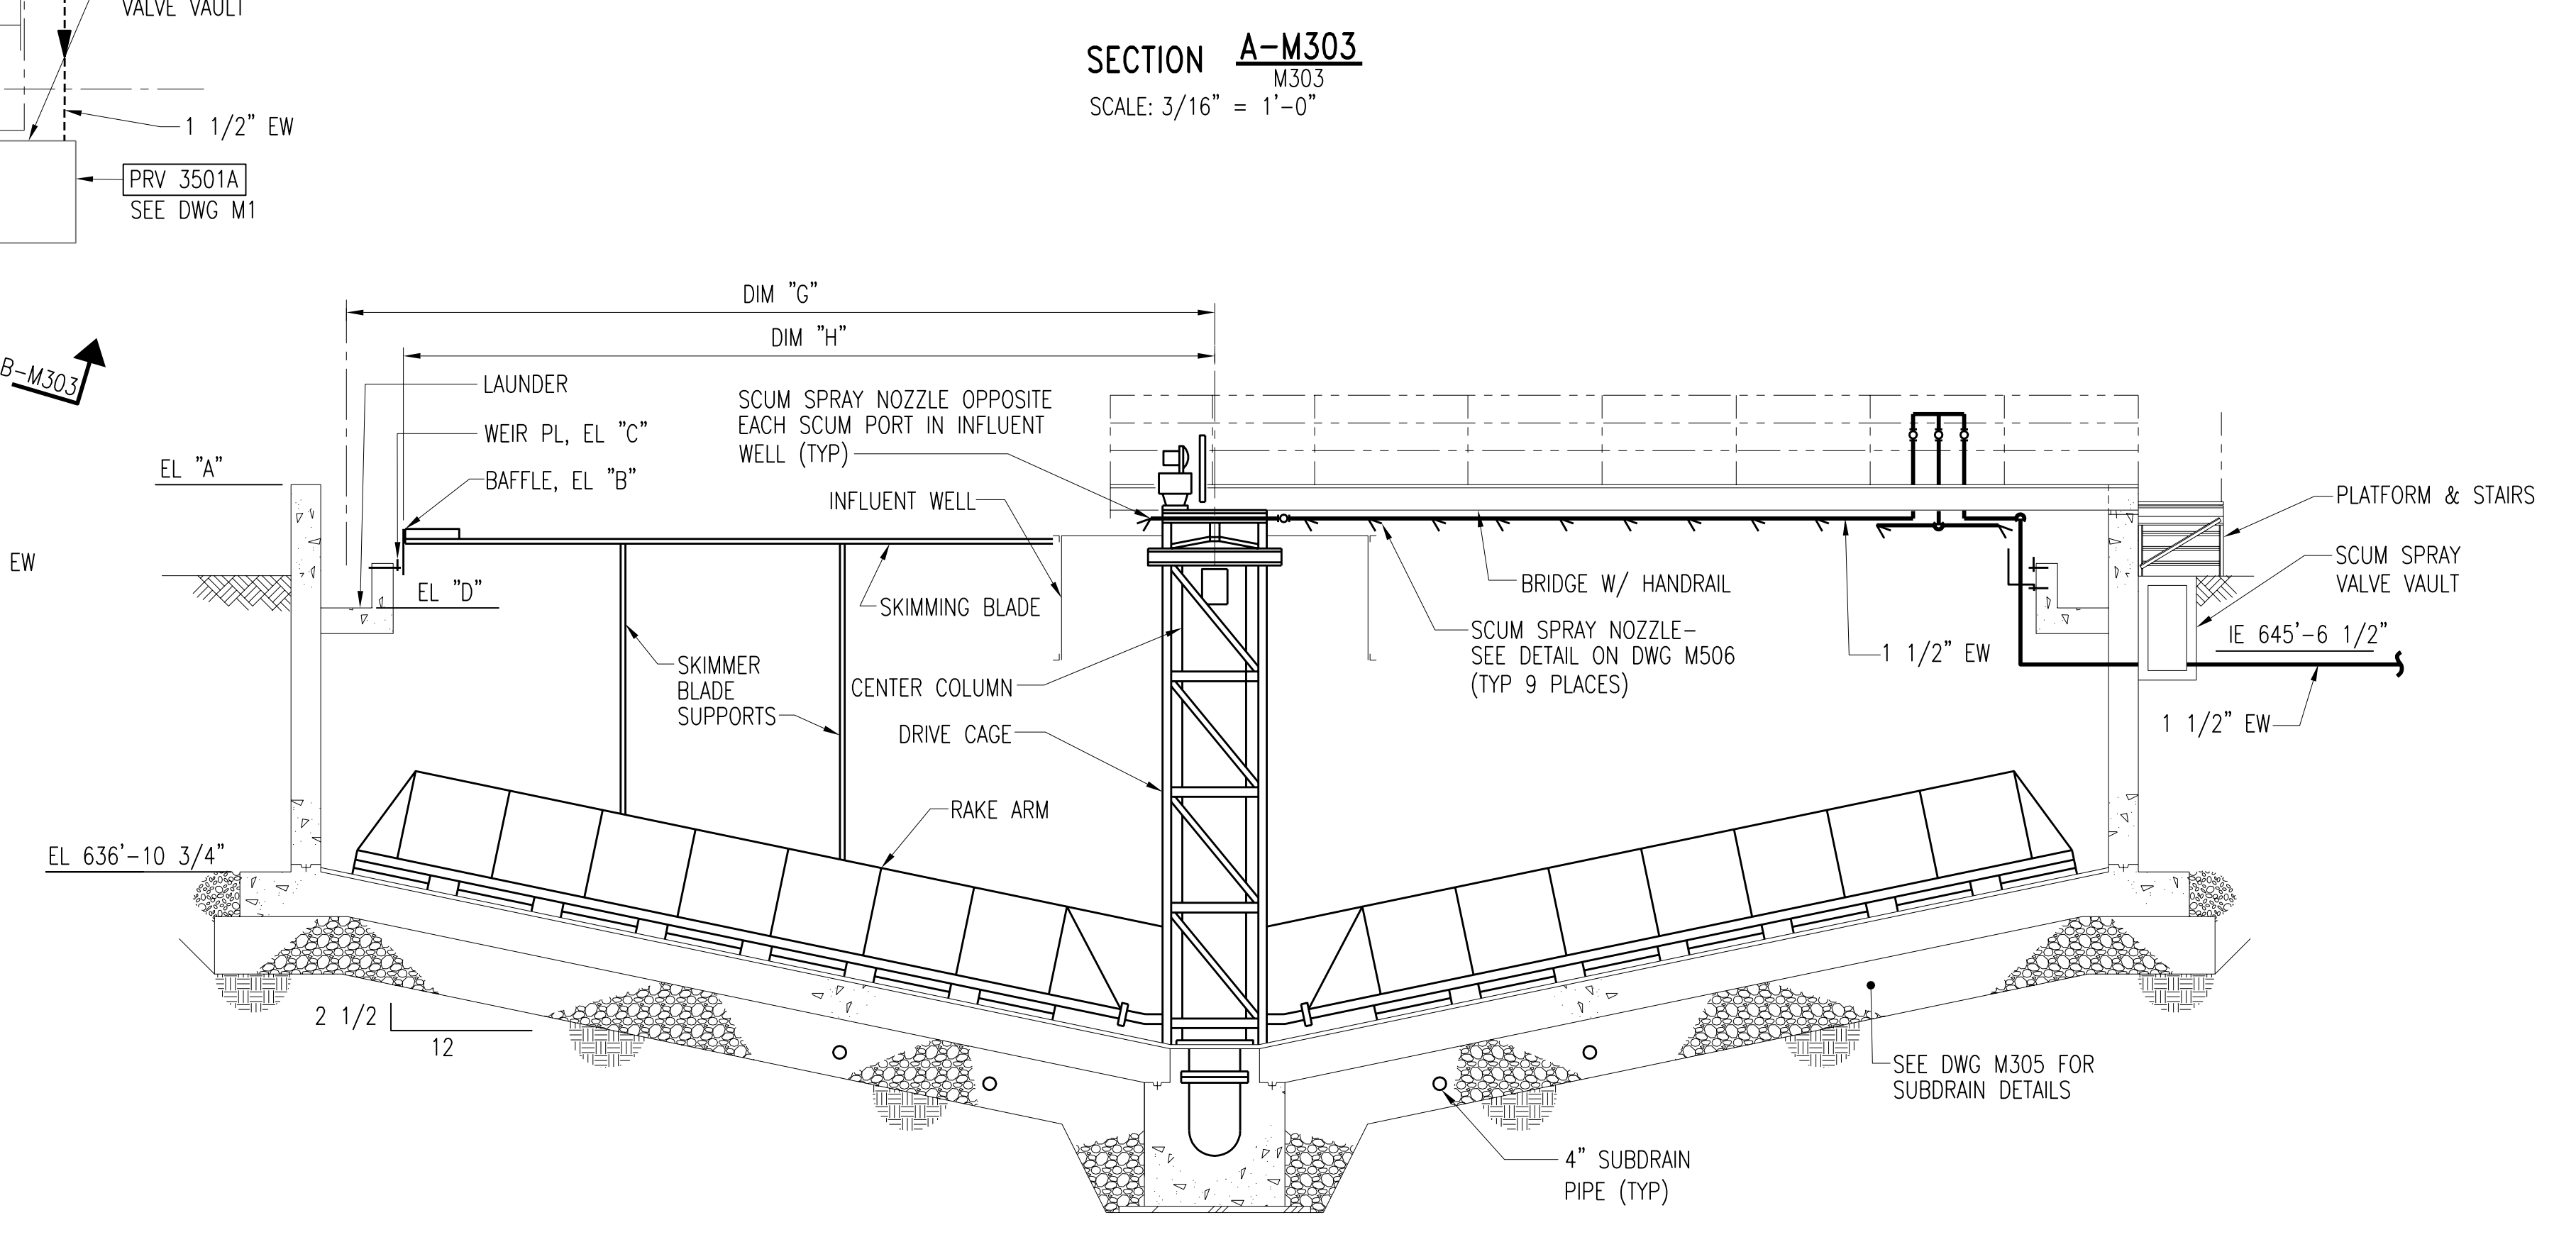 VALVE VAULT
SECTION A-M303
M303
SCALE: 3/16" = 1'-0"
1 1/2" EW
PRV 3501A
SEE DWG M1
DIM "G"
DIM "H"
B-M303
LAUNDER
WEIR PL, EL "C"
BAFFLE, EL "B"
EL "A"
EW
EL "D"
SCUM SPRAY NOZZLE OPPOSITE
EACH SCUM PORT IN INFLUENT
WELL (TYP)
INFLUENT WELL
SKIMMING BLADE
SKIMMER
BLADE
SUPPORTS
CENTER COLUMN
DRIVE CAGE
RAKE ARM
BRIDGE W/ HANDRAIL
SCUM SPRAY NOZZLE-
SEE DETAIL ON DWG M506
(TYP 9 PLACES)
1 1/2" EW
PLATFORM & STAIRS
SCUM SPRAY
VALVE VAULT
IE 645'-6 1/2"
1 1/2" EW
EL 636'-10 3/4"
2 1/2
12
SEE DWG M305 FOR
SUBDRAIN DETAILS
4" SUBDRAIN
PIPE (TYP)